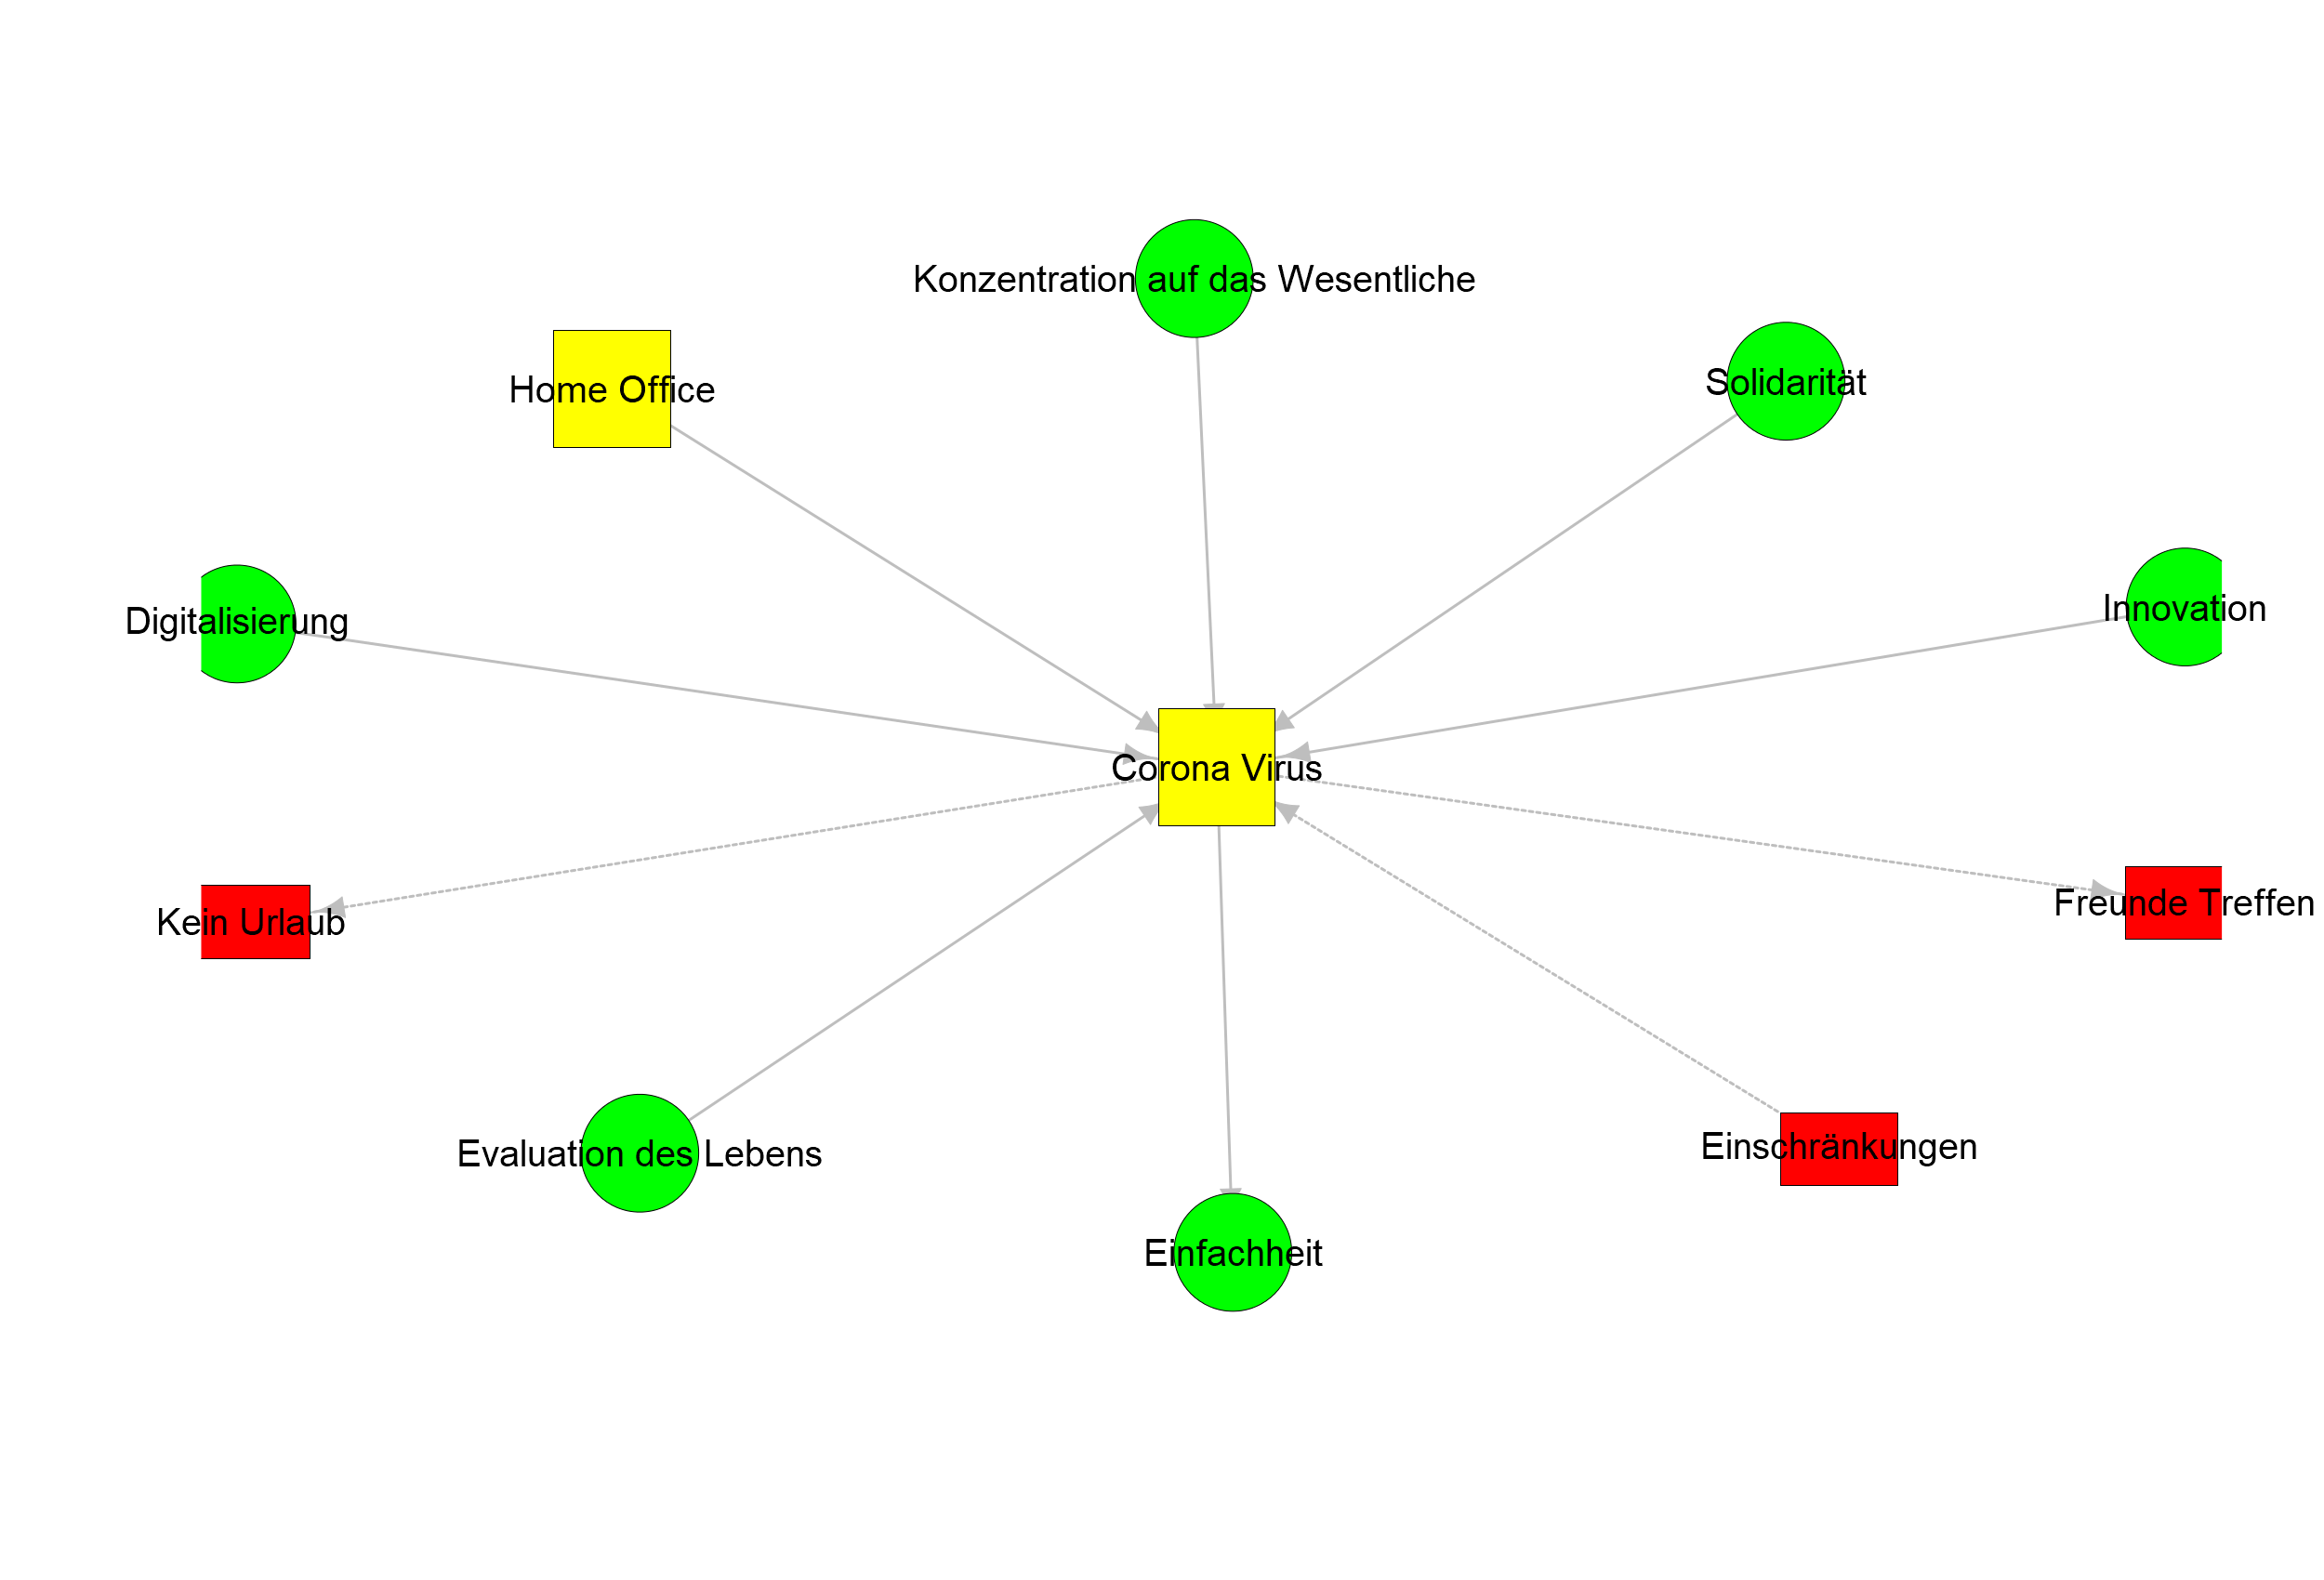 Konzentration auf das Wesentliche
Solidarität
Home Office
Innovation
Digitalisierung
Corona Virus
Freunde Treffen
Kein Urlaub
Einschränkungen
Evaluation des Lebens
Einfachheit